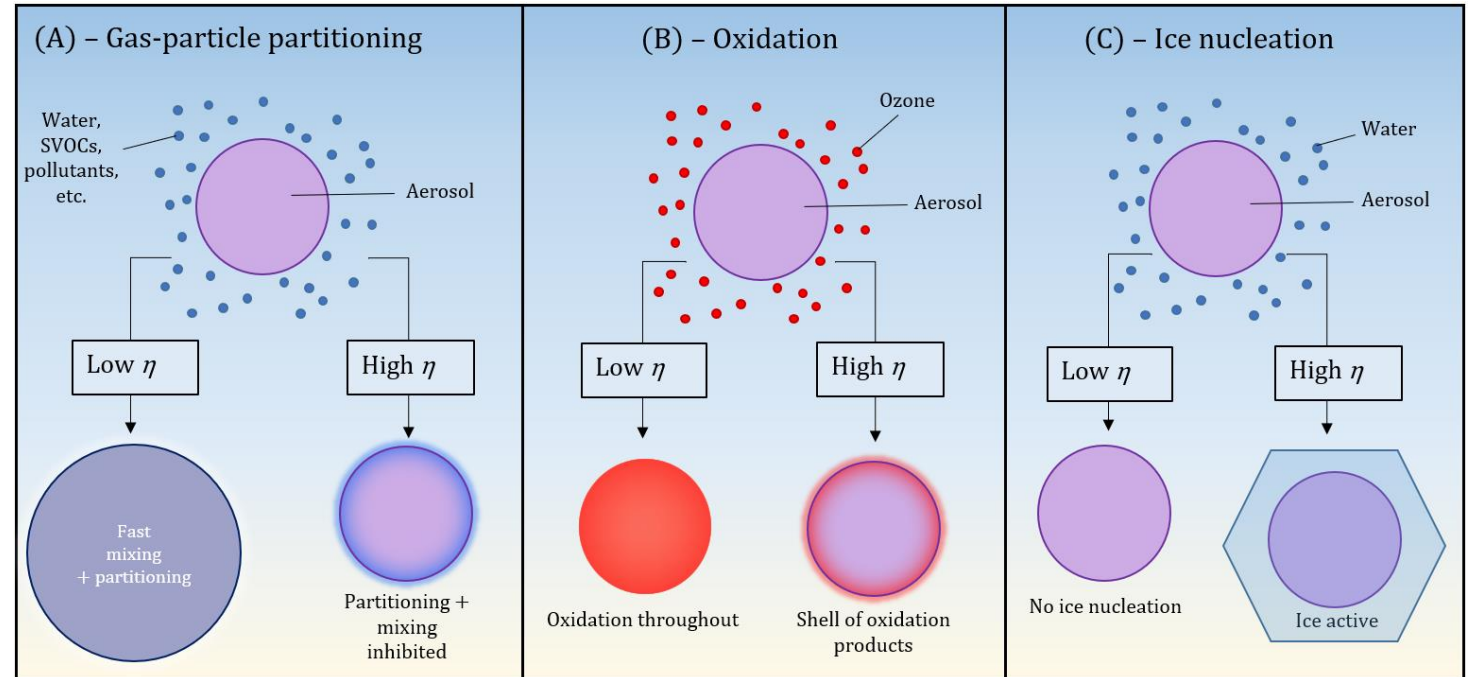 (A) – Gas-particle partitioning
Water,
SVOCs,
pollutants,
etc.
Aerosol
Low η
High η
Fast
mixing
+ partitioning
Partitioning +
mixing
inhibited
(B) – Oxidation
Ozone
Aerosol
Low η
High η
Oxidation throughout
Shell of oxidation
products
(C) – Ice nucleation
Water
Aerosol
Low η
High η
No ice nucleation
Ice active